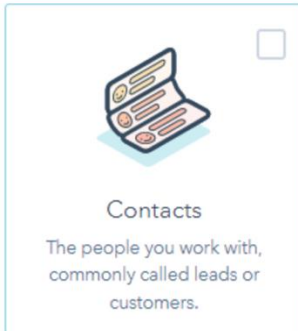 Contacts
The people you work with,
commonly called leads or
customers.